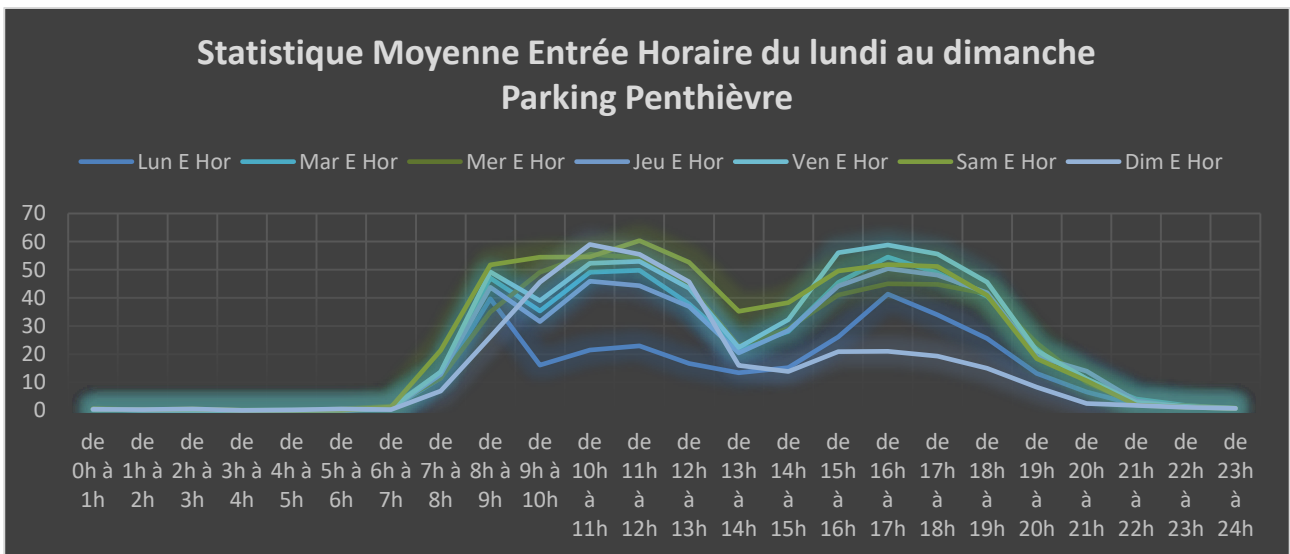 Statistique Moyenne Entrée Horaire du lundi au dimanche
Parking Penthièvre
Lun E Hor Mar E Hor Mer E Hor Jeu E Hor Ven E Hor Sam E Hor Dim E Hor
70
60
50
40
30
20
10
0
de 0h à 1h
de 1h à 2h
de 2h à 3h
de 3h à 4h
de 4h à 5h
de 5h à 6h
de 6h à 7h
de 7h à 8h
de 8h à 9h
de 9h à 10h
de 10h à 11h
de 11h à 12h
de 12h à 13h
de 13h à 14h
de 14h à 15h
de 15h à 16h
de 16h à 17h
de 17h à 18h
de 18h à 19h
de 19h à 20h
de 20h à 21h
de 21h à 22h
de 22h à 23h
de 23h à 24h